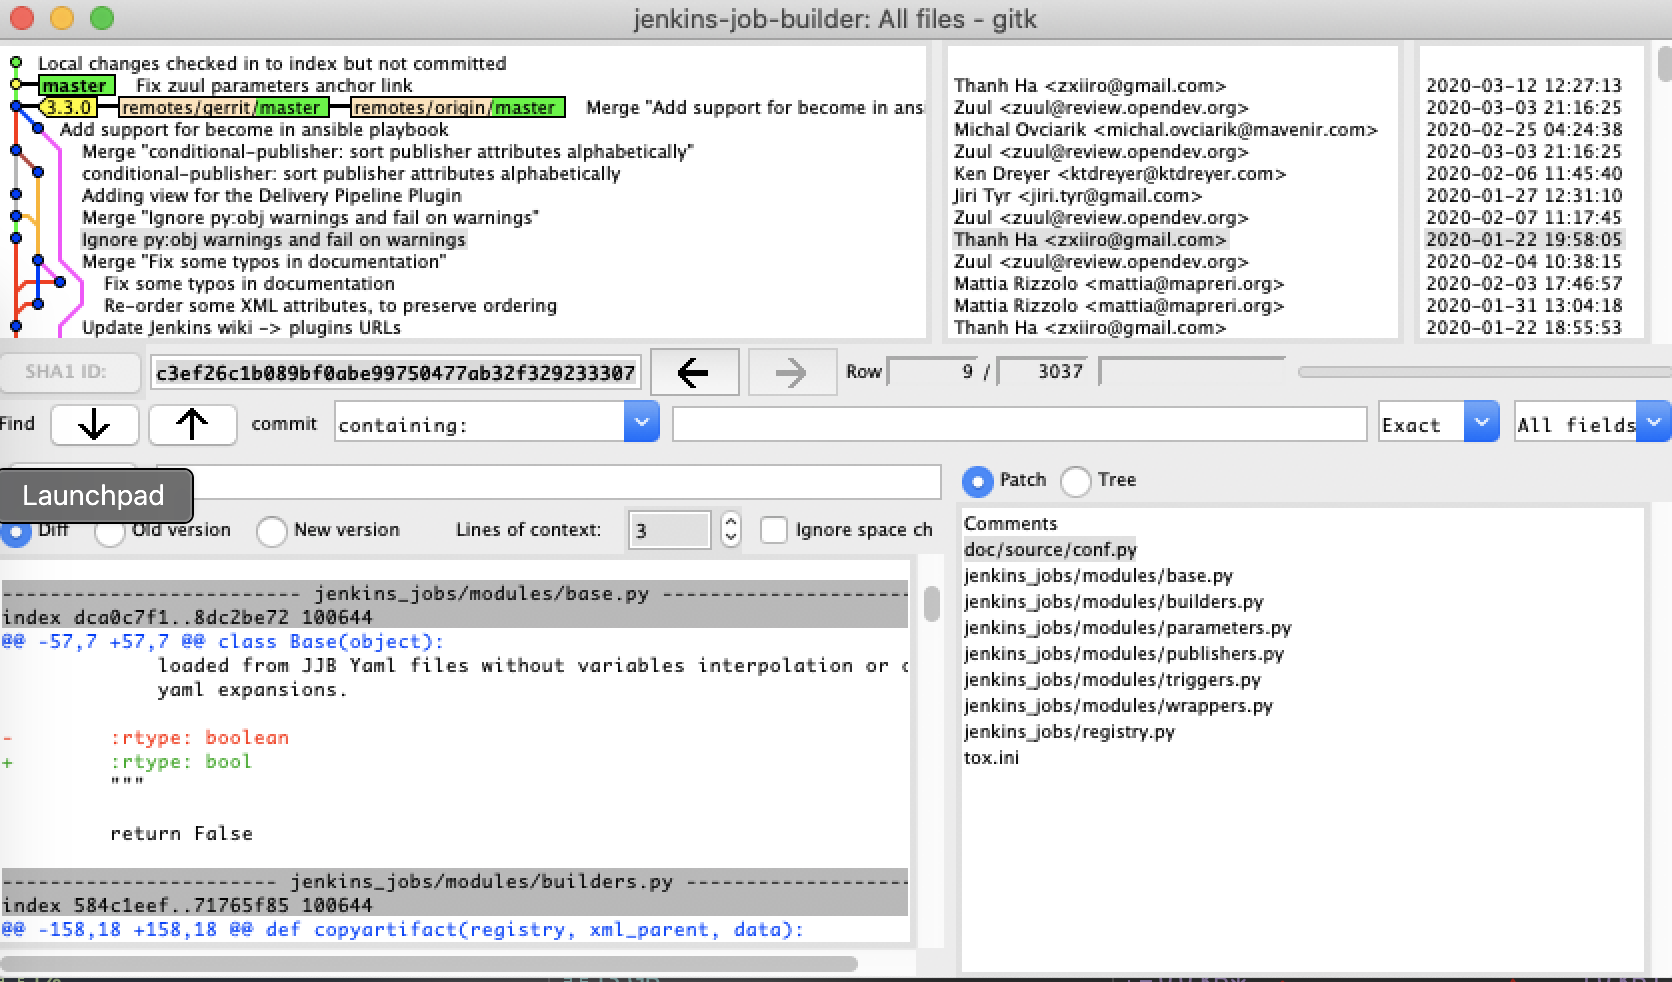 jenkins-job-builder: All files - gitk
Local changes checked in to index but not committed
master Fix zuul parameters anchor link Thanh Ha <zxiiro@gmail.com> 2020-03-12 12:27:13
3.3.0 remotes/gerrit/master remotes/origin/master Merge "Add support for become in ansi Zuul <zuul@review.opendev.org> 2020-03-03 21:16:25
Add support for become in ansible playbook Michal Ovciarik <michal.ovciarik@mavenir.com> 2020-02-25 04:24:38
Merge "conditional-publisher: sort publisher attributes alphabetically" Zuul <zuul@review.opendev.org> 2020-03-03 21:16:25
conditional-publisher: sort publisher attributes alphabetically Ken Dreyer <ktdreyer@ktdreyer.com> 2020-02-06 11:45:40
Adding view for the Delivery Pipeline Plugin Jiri Tyr <jiri.tyr@gmail.com> 2020-01-27 12:31:10
Merge "Ignore py:obj warnings and fail on warnings" Zuul <zuul@review.opendev.org> 2020-02-07 11:17:45
Ignore py:obj warnings and fail on warnings Thanh Ha <zxiiro@gmail.com> 2020-01-22 19:58:05
Merge "Fix some typos in documentation" Zuul <zuul@review.opendev.org> 2020-02-04 10:38:15
Fix some typos in documentation Mattia Rizzolo <mattia@mapreri.org> 2020-02-03 17:46:57
Re-order some XML attributes, to preserve ordering Mattia Rizzolo <mattia@mapreri.org> 2020-01-31 13:04:18
Update Jenkins wiki -> plugins URLs Thanh Ha <zxiiro@gmail.com> 2020-01-22 18:55:53
SHA1 ID: c3ef26c1b089bf0abe99750477ab32f329233307 Row 9 / 3037
Find commit containing: Exact All fields
Launchpad
Patch Tree
Diff Old version New version Lines of context: 3 Ignore space ch
------------------------- jenkins_jobs/modules/base.py ---------------------
index dca0c7f1..8dc2be72 100644
@@ -57,7 +57,7 @@ class Base(object):
loaded from JJB Yaml files without variables interpolation or
yaml expansions.
- :rtype: boolean
+ :rtype: bool
"""
return False
----------------------- jenkins_jobs/modules/builders.py -------------------
index 584c1eef..71765f85 100644
@@ -158,18 +158,18 @@ def copyartifact(registry, xml_parent, data):
Comments
doc/source/conf.py
jenkins_jobs/modules/base.py
jenkins_jobs/modules/builders.py
jenkins_jobs/modules/parameters.py
jenkins_jobs/modules/publishers.py
jenkins_jobs/modules/triggers.py
jenkins_jobs/modules/wrappers.py
jenkins_jobs/registry.py
tox.ini